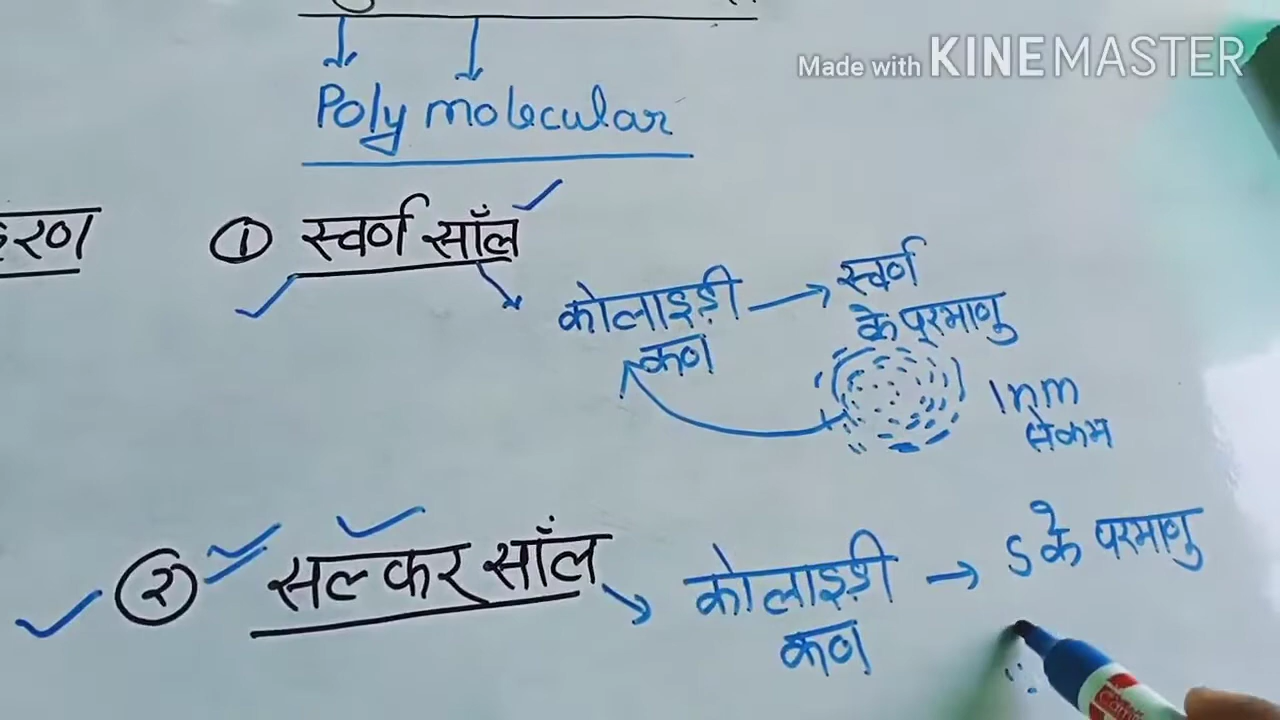 Made with KINEMASTER
Poly molecular
① स्वर्ण सॉल
कोलाइडी → स्वर्ण
कण के परमाणु
1nm
से कम
② सल्फर सॉल
कोलाइडी → S के परमाणु
कण